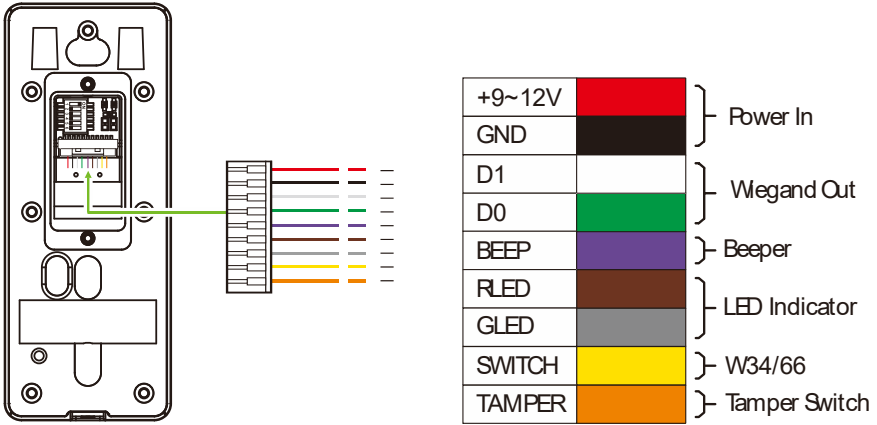 +9~12V
GND
Power In
D1
D0
Wiegand Out
BEEP
Beeper
RLED
GLED
LED Indicator
SWITCH
W34/66
TAMPER
Tamper Switch